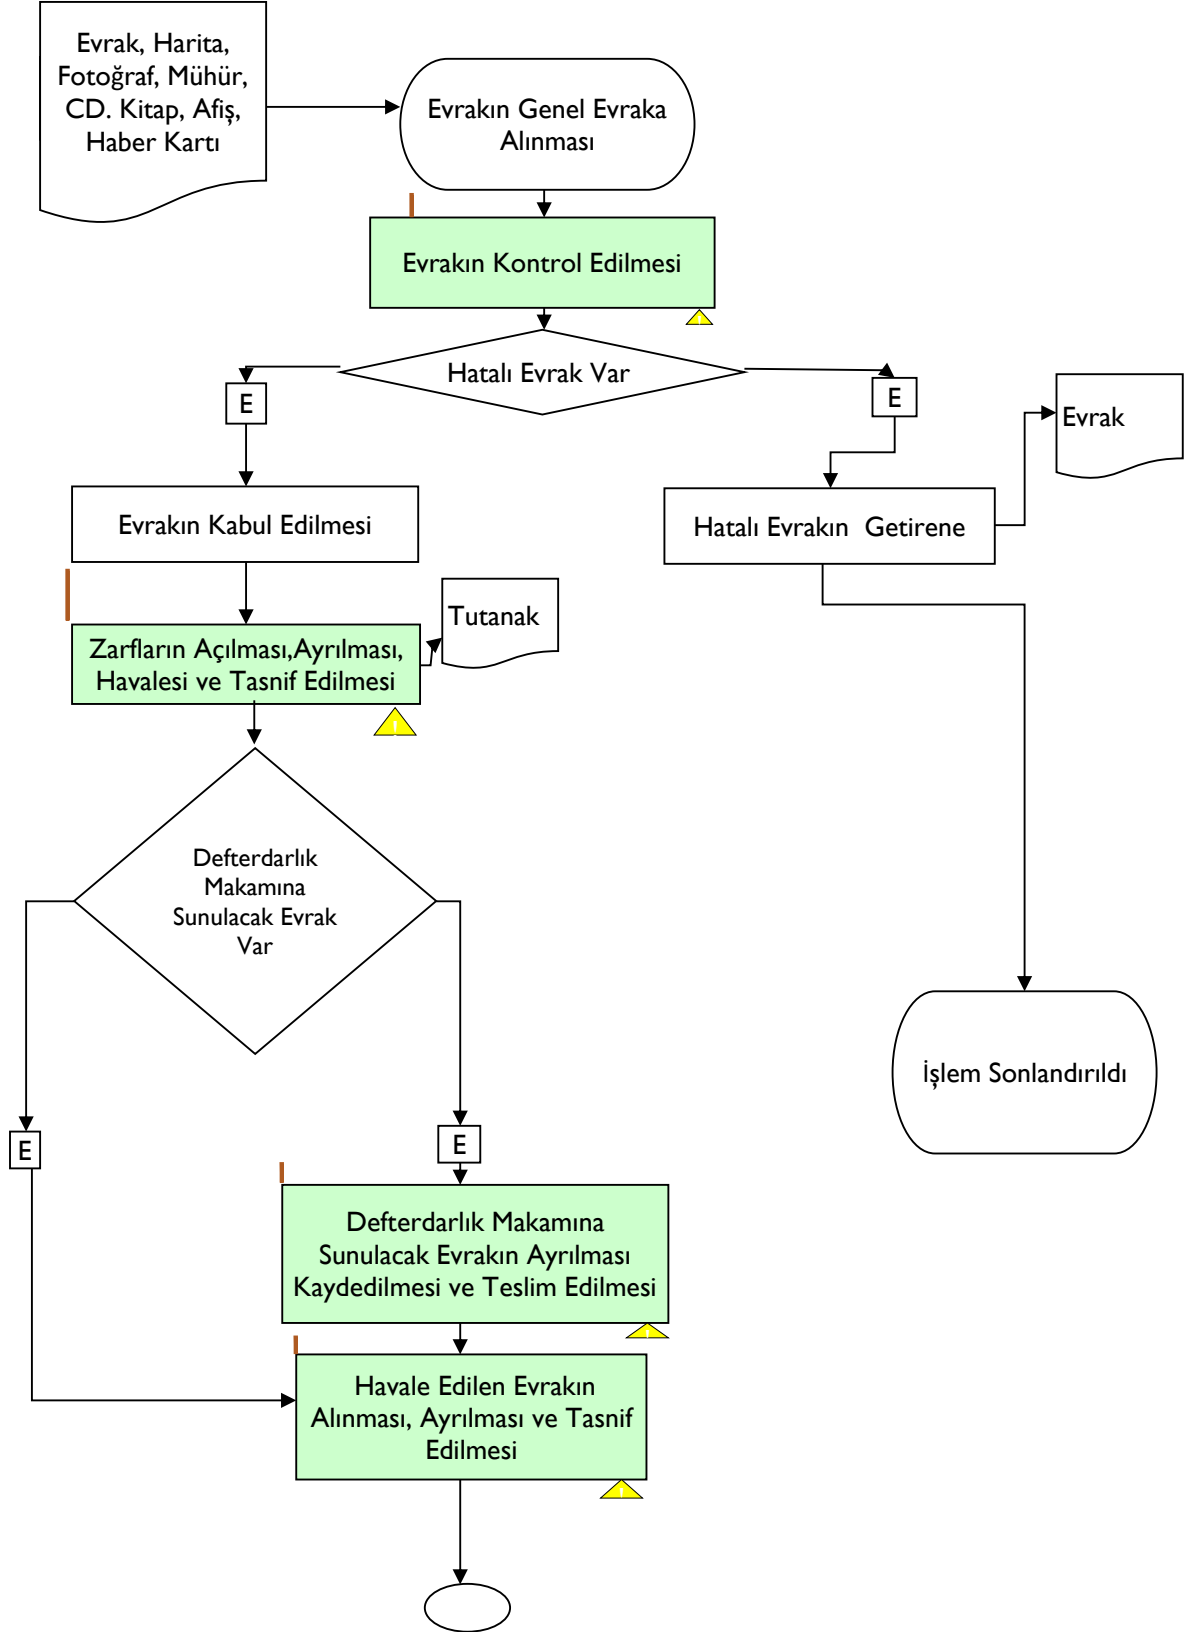 Evrak, Harita,
Fotoğraf, Mühür,
CD. Kitap, Afiş,
Haber Kartı
Evrakın Genel Evraka
Alınması
Evrakın Kontrol Edilmesi
!
Hatalı Evrak Var
E
E
Evrak
Evrakın Kabul Edilmesi
Hatalı Evrakın Getirene
Tutanak
Zarfların Açılması,Ayrılması,
Havalesi ve Tasnif Edilmesi
!
Defterdarlık
Makamına
Sunulacak Evrak
Var
İşlem Sonlandırıldı
E
E
Defterdarlık Makamına
Sunulacak Evrakın Ayrılması
Kaydedilmesi ve Teslim Edilmesi
!
Havale Edilen Evrakın
Alınması, Ayrılması ve Tasnif
Edilmesi
!